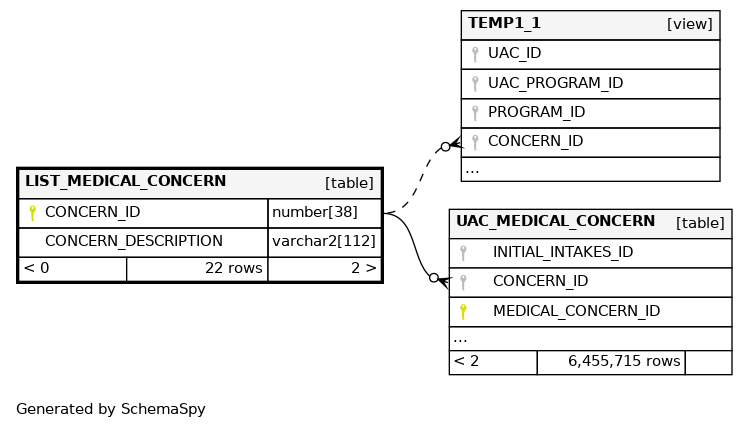 TEMP1_1 [view]
UAC_ID
UAC_PROGRAM_ID
PROGRAM_ID
CONCERN_ID
...
LIST_MEDICAL_CONCERN [table]
CONCERN_ID number[38]
CONCERN_DESCRIPTION varchar2[112]
< 0 22 rows 2 >
UAC_MEDICAL_CONCERN [table]
INITIAL_INTAKES_ID
CONCERN_ID
MEDICAL_CONCERN_ID
...
< 2 6,455,715 rows
Generated by SchemaSpy